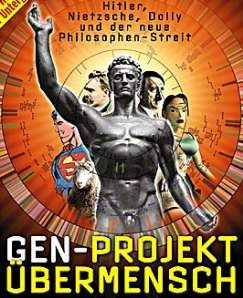 Hitler,
Nietzsche, Dolly
und der neue
Philosophen-Streit
GEN-PROJEKT
ÜBERMENSCH